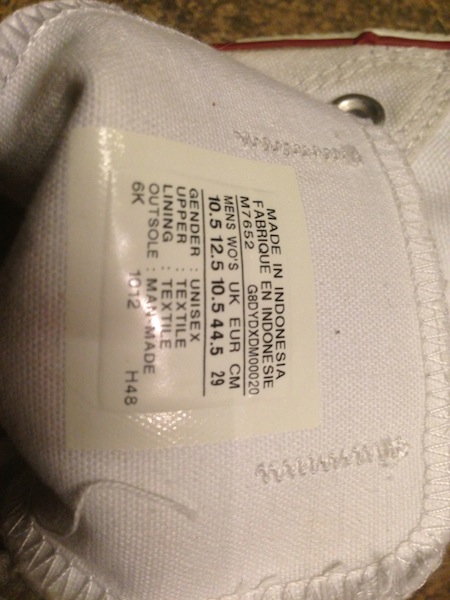 MADE IN INDONESIA
FABRIQUE EN INDONESIE
M7652 G8DYDXDM00020
MENS WO'S UK EUR CM
10.5 12.5 10.5 44.5 29
GENDER : UNISEX
UPPER : TEXTILE
LINING : TEXTILE
OUTSOLE : MAN-MADE
6K 1012 H48